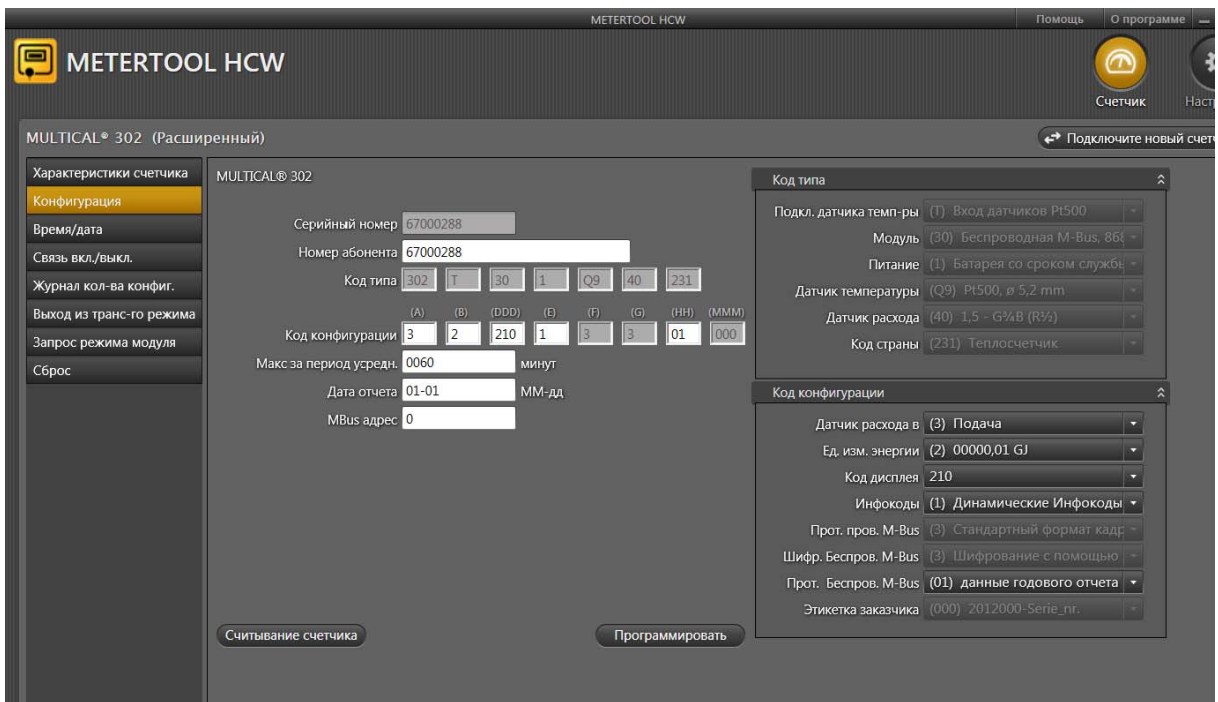 METERTOOL HCW
Помощь О программе
METERTOOL HCW
Счетчик
MULTICAL® 302 (Расширенный)
Подключите новый счет
Характеристики счетчика
Конфигурация
Время/дата
Связь вкл./выкл.
Журнал кол-ва конфиг.
Выход из транс-го режима
Запрос режима модуля
Сброс
MULTICAL® 302
Серийный номер 67000288
Номер абонента 67000288
Код типа 302 T 30 1 Q9 40 231
(A) (B) (DDD) (E) (F) (G) (HH) (MMM)
Код конфигурации 3 2 210 1 3 3 01 000
Макс за период усредн. 0060 минут
Дата отчета 01-01 ММ-дд
MBus адрес 0
Считывание счетчика
Программировать
Код типа
Подкл. датчика темп-ры (T) Вход датчиков Pt500
Модуль (30) Беспроводная M-Bus, 868
Питание (1) Батарея со сроком службы
Датчик температуры (Q9) Pt500, ø 5,2 mm
Датчик расхода (40) 1,5 - G¾B (R½)
Код страны (231) Теплосчетчик
Код конфигурации
Датчик расхода в (3) Подача
Ед. изм. энергии (2) 00000,01 GJ
Код дисплея 210
Инфокоды (1) Динамические Инфокоды
Прот. пров. M-Bus (3) Стандартный формат кадр
Шифр. Беспров. M-Bus (3) Шифрование с помощью
Прот. Беспров. M-Bus (01) данные годового отчета
Этикетка заказчика (000) 2012000-Serie_nr.